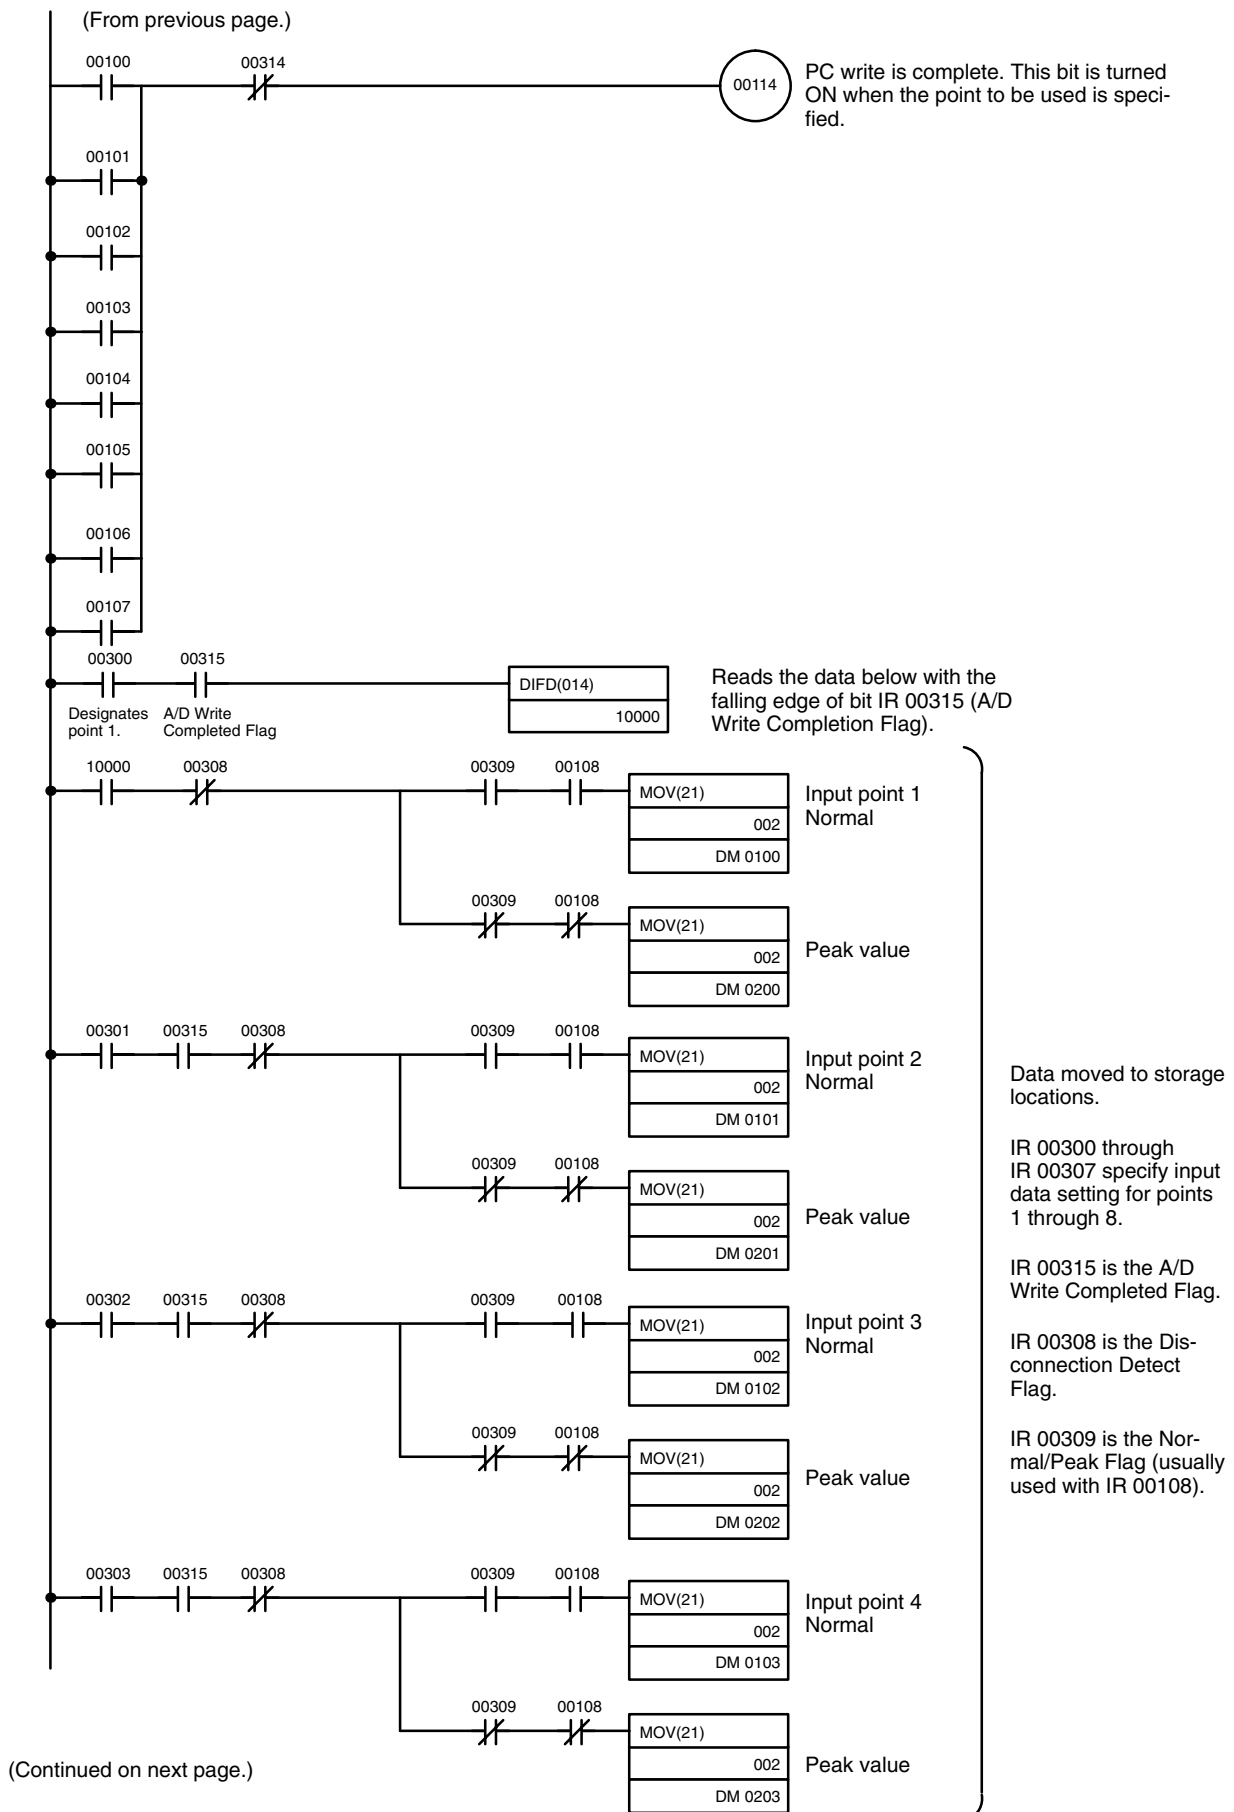 (From previous page.)
00100
00314
00114
PC write is complete. This bit is turned
ON when the point to be used is speci-
fied.
00101
00102
00103
00104
00105
00106
00107
00300
00315
Designates
point 1.
A/D Write
Completed Flag
DIFD(014)
10000
Reads the data below with the
falling edge of bit IR 00315 (A/D
Write Completion Flag).
10000
00308
00309
00108
MOV(21)
002
DM 0100
Input point 1
Normal
00309
00108
MOV(21)
002
DM 0200
Peak value
00301
00315
00308
00309
00108
MOV(21)
002
DM 0101
Input point 2
Normal
00309
00108
MOV(21)
002
DM 0201
Peak value
Data moved to storage
locations.
IR 00300 through
IR 00307 specify input
data setting for points
1 through 8.
IR 00315 is the A/D
Write Completed Flag.
IR 00308 is the Dis-
connection Detect
Flag.
IR 00309 is the Nor-
mal/Peak Flag (usually
used with IR 00108).
00302
00315
00308
00309
00108
MOV(21)
002
DM 0102
Input point 3
Normal
00309
00108
MOV(21)
002
DM 0202
Peak value
00303
00315
00308
00309
00108
MOV(21)
002
DM 0103
Input point 4
Normal
00309
00108
MOV(21)
002
DM 0203
Peak value
(Continued on next page.)